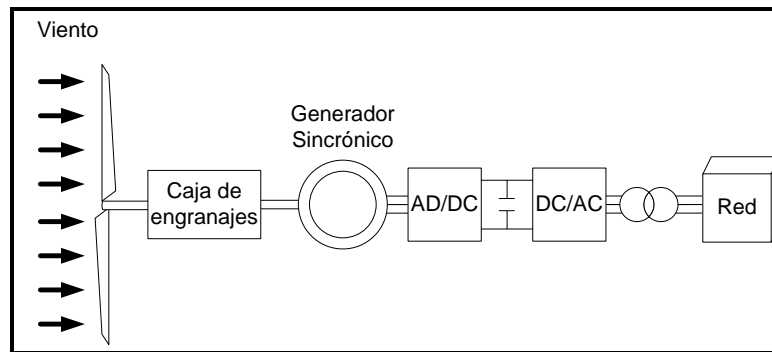 Viento
Generador
Sincrónico
Caja de
engranajes
AD/DC
DC/AC
Red